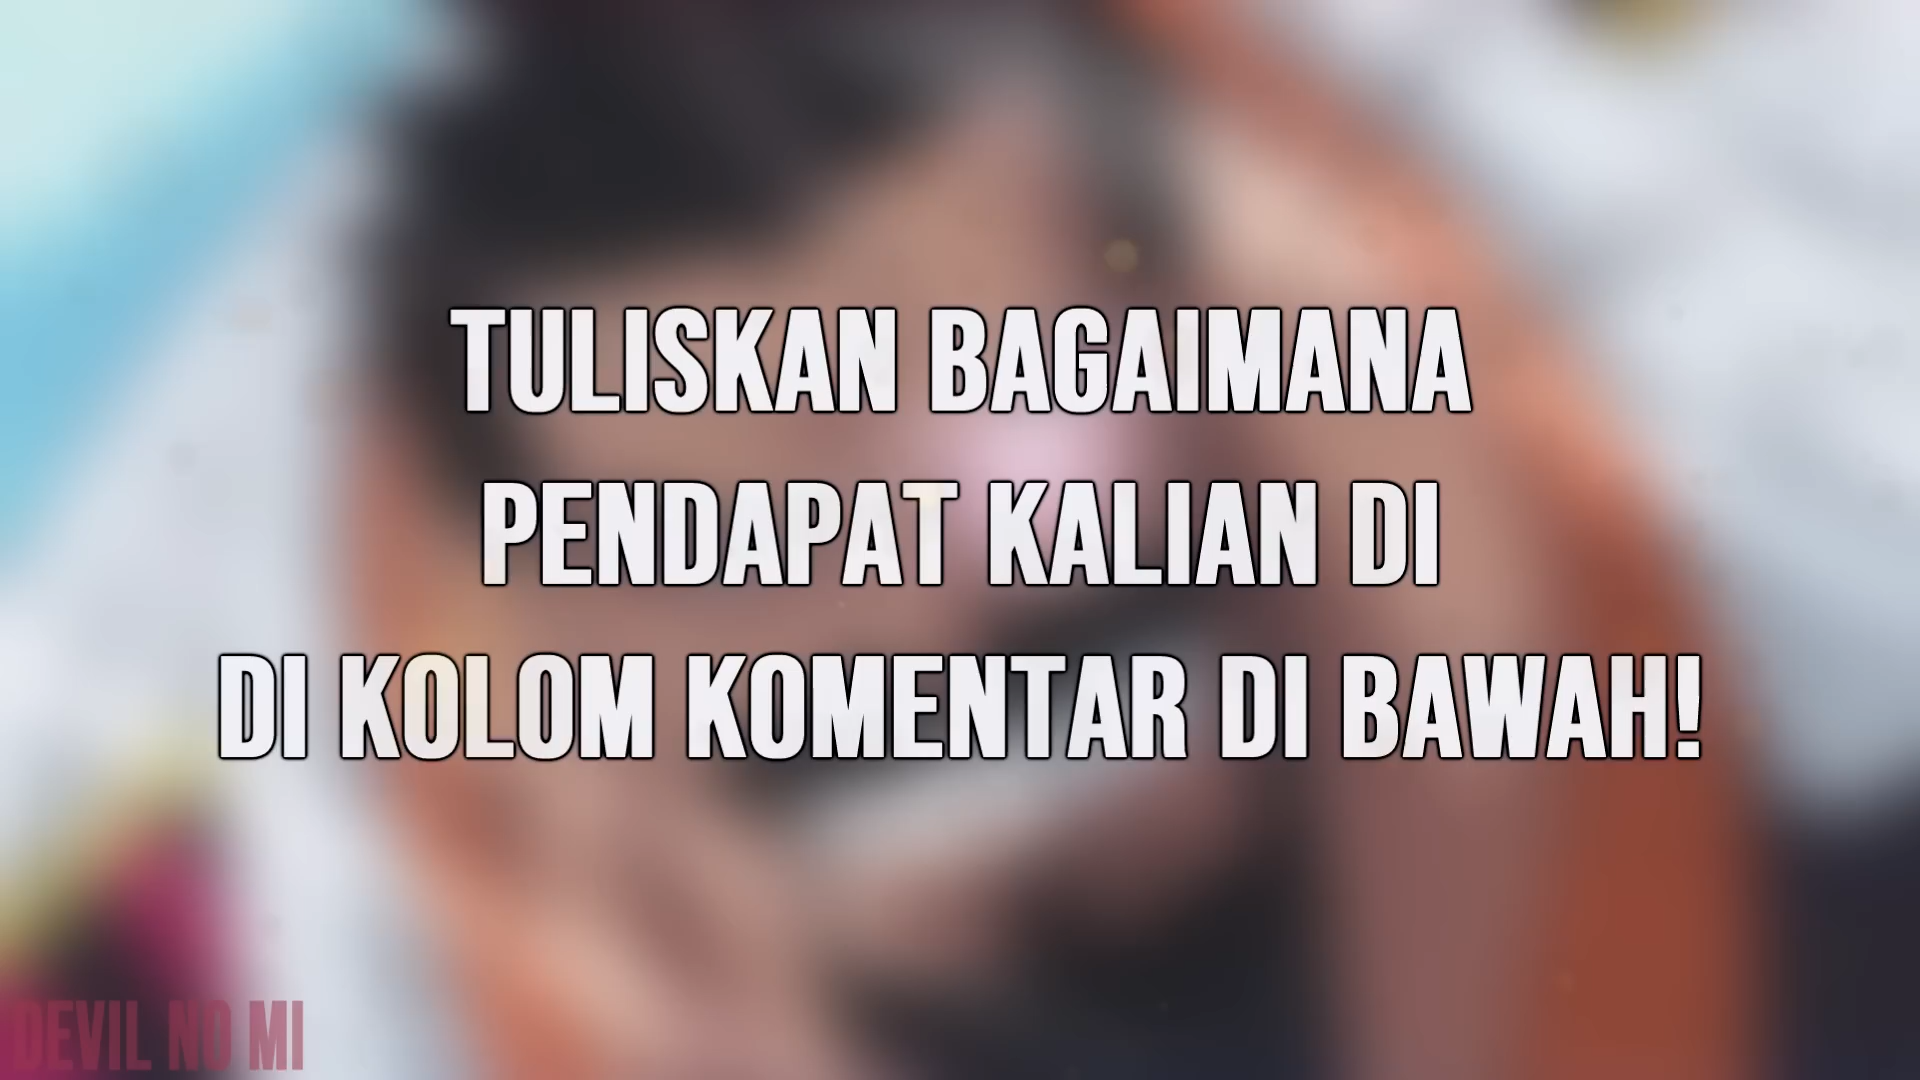 TULISKAN BAGAIMANA
PENDAPAT KALIAN DI
DI KOLOM KOMENTAR DI BAWAH!
DEVIL NO MI